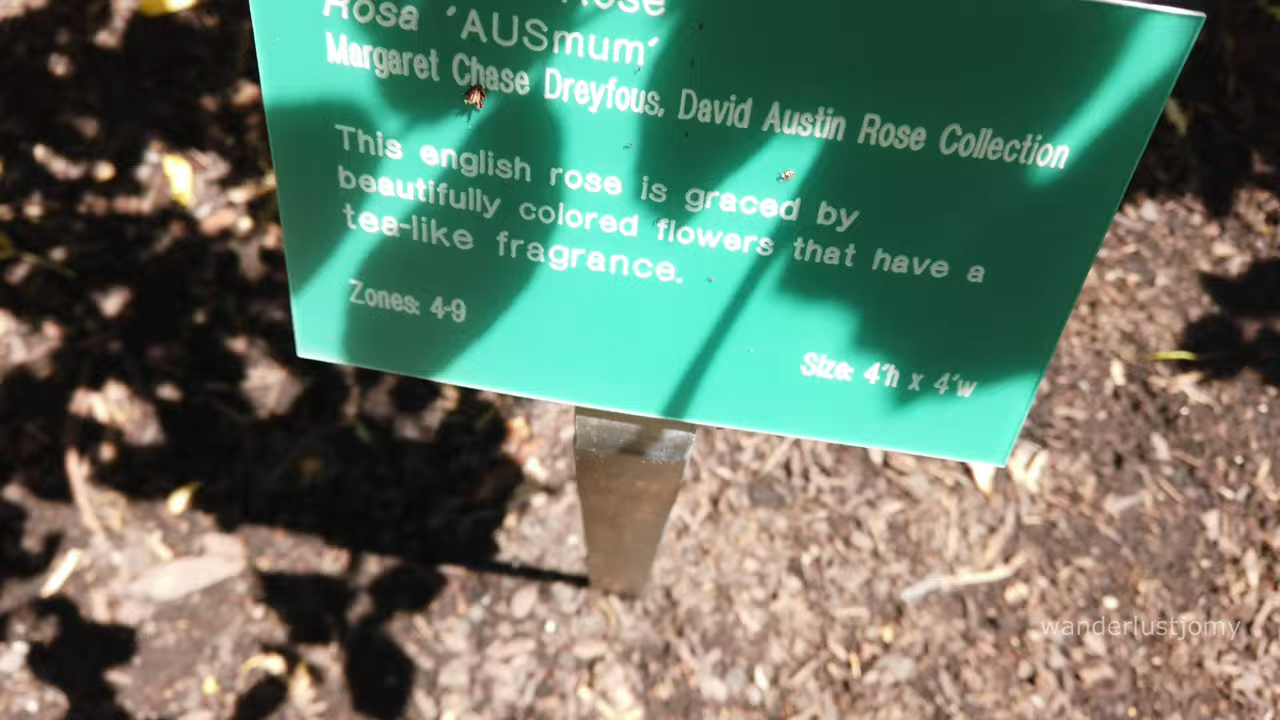 Rose
Rosa 'AUSmum'
Margaret Chase Dreyfous, David Austin Rose Collection
This english rose is graced by
beautifully colored flowers that have a
tea-like fragrance.
Zones: 4-9
Size: 4'h x 4'w
wanderlustjomy